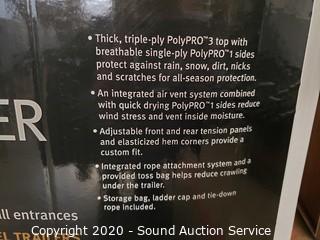 • Thick, triple-ply PolyPRO™3 top with
breathable single-ply PolyPRO™1 sides
protect against rain, snow, dirt, nicks
and scratches for all-season protection.
• An integrated air vent system combined
with quick drying PolyPRO™1 sides reduce
wind stress and vent inside moisture.
ER
• Adjustable front and rear tension panels
and elasticized hem corners provide a
custom fit.
• Integrated rope attachment system and a
provided toss bag helps reduce crawling
under the trailer.
• Storage bag, ladder cap and tie-down
rope included.
all entrances
EL TRAILERS
Copyright 2020 - Sound Auction Service